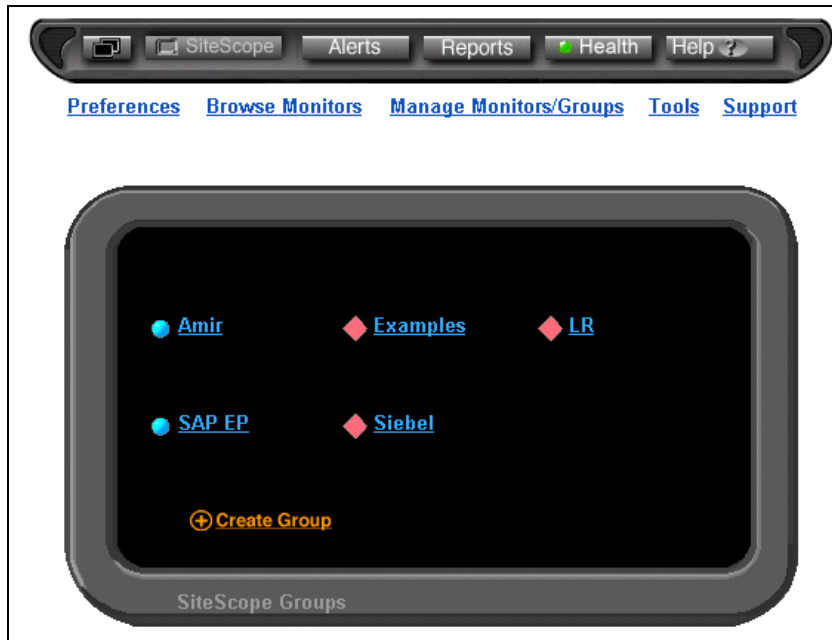 SiteScope Alerts Reports Health Help ?
Preferences Browse Monitors Manage Monitors/Groups Tools Support
Amir Examples LR
SAP EP Siebel
Create Group
SiteScope Groups